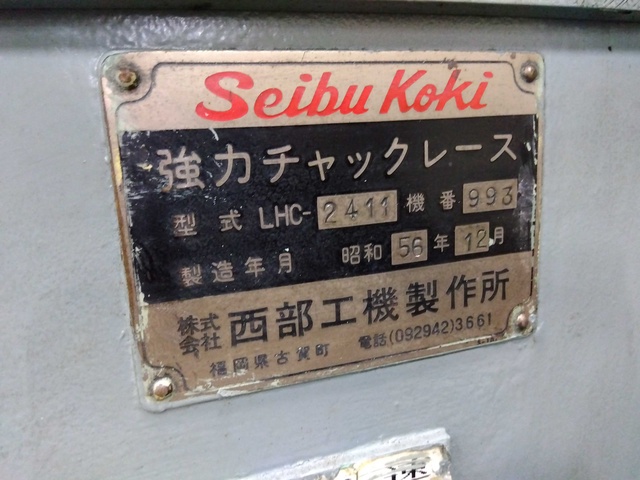 Seibu Koki
強力チャックレース
型式 LHC-2411 機番 993
製造年月 昭和 56 年 12 月
株式会社 西部工機製作所
福岡県古賀町 電話(092942)3661
速